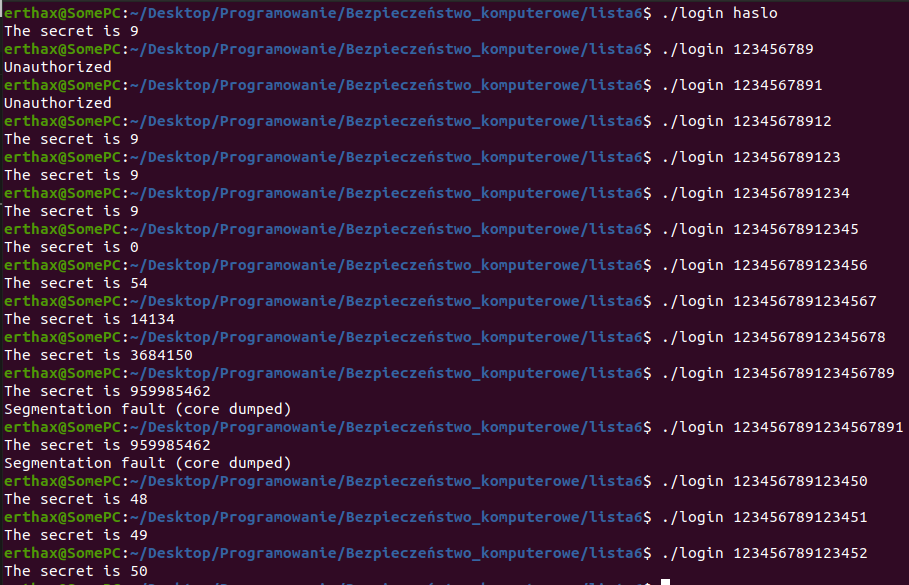 erthax@SomePC:~/Desktop/Programowanie/Bezpieczeństwo_komputerowe/lista6$ ./login haslo
The secret is 9
erthax@SomePC:~/Desktop/Programowanie/Bezpieczeństwo_komputerowe/lista6$ ./login 123456789
Unauthorized
erthax@SomePC:~/Desktop/Programowanie/Bezpieczeństwo_komputerowe/lista6$ ./login 1234567891
Unauthorized
erthax@SomePC:~/Desktop/Programowanie/Bezpieczeństwo_komputerowe/lista6$ ./login 12345678912
The secret is 9
erthax@SomePC:~/Desktop/Programowanie/Bezpieczeństwo_komputerowe/lista6$ ./login 123456789123
The secret is 9
erthax@SomePC:~/Desktop/Programowanie/Bezpieczeństwo_komputerowe/lista6$ ./login 1234567891234
The secret is 9
erthax@SomePC:~/Desktop/Programowanie/Bezpieczeństwo_komputerowe/lista6$ ./login 12345678912345
The secret is 0
erthax@SomePC:~/Desktop/Programowanie/Bezpieczeństwo_komputerowe/lista6$ ./login 123456789123456
The secret is 54
erthax@SomePC:~/Desktop/Programowanie/Bezpieczeństwo_komputerowe/lista6$ ./login 1234567891234567
The secret is 14134
erthax@SomePC:~/Desktop/Programowanie/Bezpieczeństwo_komputerowe/lista6$ ./login 12345678912345678
The secret is 3684150
erthax@SomePC:~/Desktop/Programowanie/Bezpieczeństwo_komputerowe/lista6$ ./login 123456789123456789
The secret is 959985462
Segmentation fault (core dumped)
erthax@SomePC:~/Desktop/Programowanie/Bezpieczeństwo_komputerowe/lista6$ ./login 1234567891234567891
The secret is 959985462
Segmentation fault (core dumped)
erthax@SomePC:~/Desktop/Programowanie/Bezpieczeństwo_komputerowe/lista6$ ./login 123456789123450
The secret is 48
erthax@SomePC:~/Desktop/Programowanie/Bezpieczeństwo_komputerowe/lista6$ ./login 123456789123451
The secret is 49
erthax@SomePC:~/Desktop/Programowanie/Bezpieczeństwo_komputerowe/lista6$ ./login 123456789123452
The secret is 50